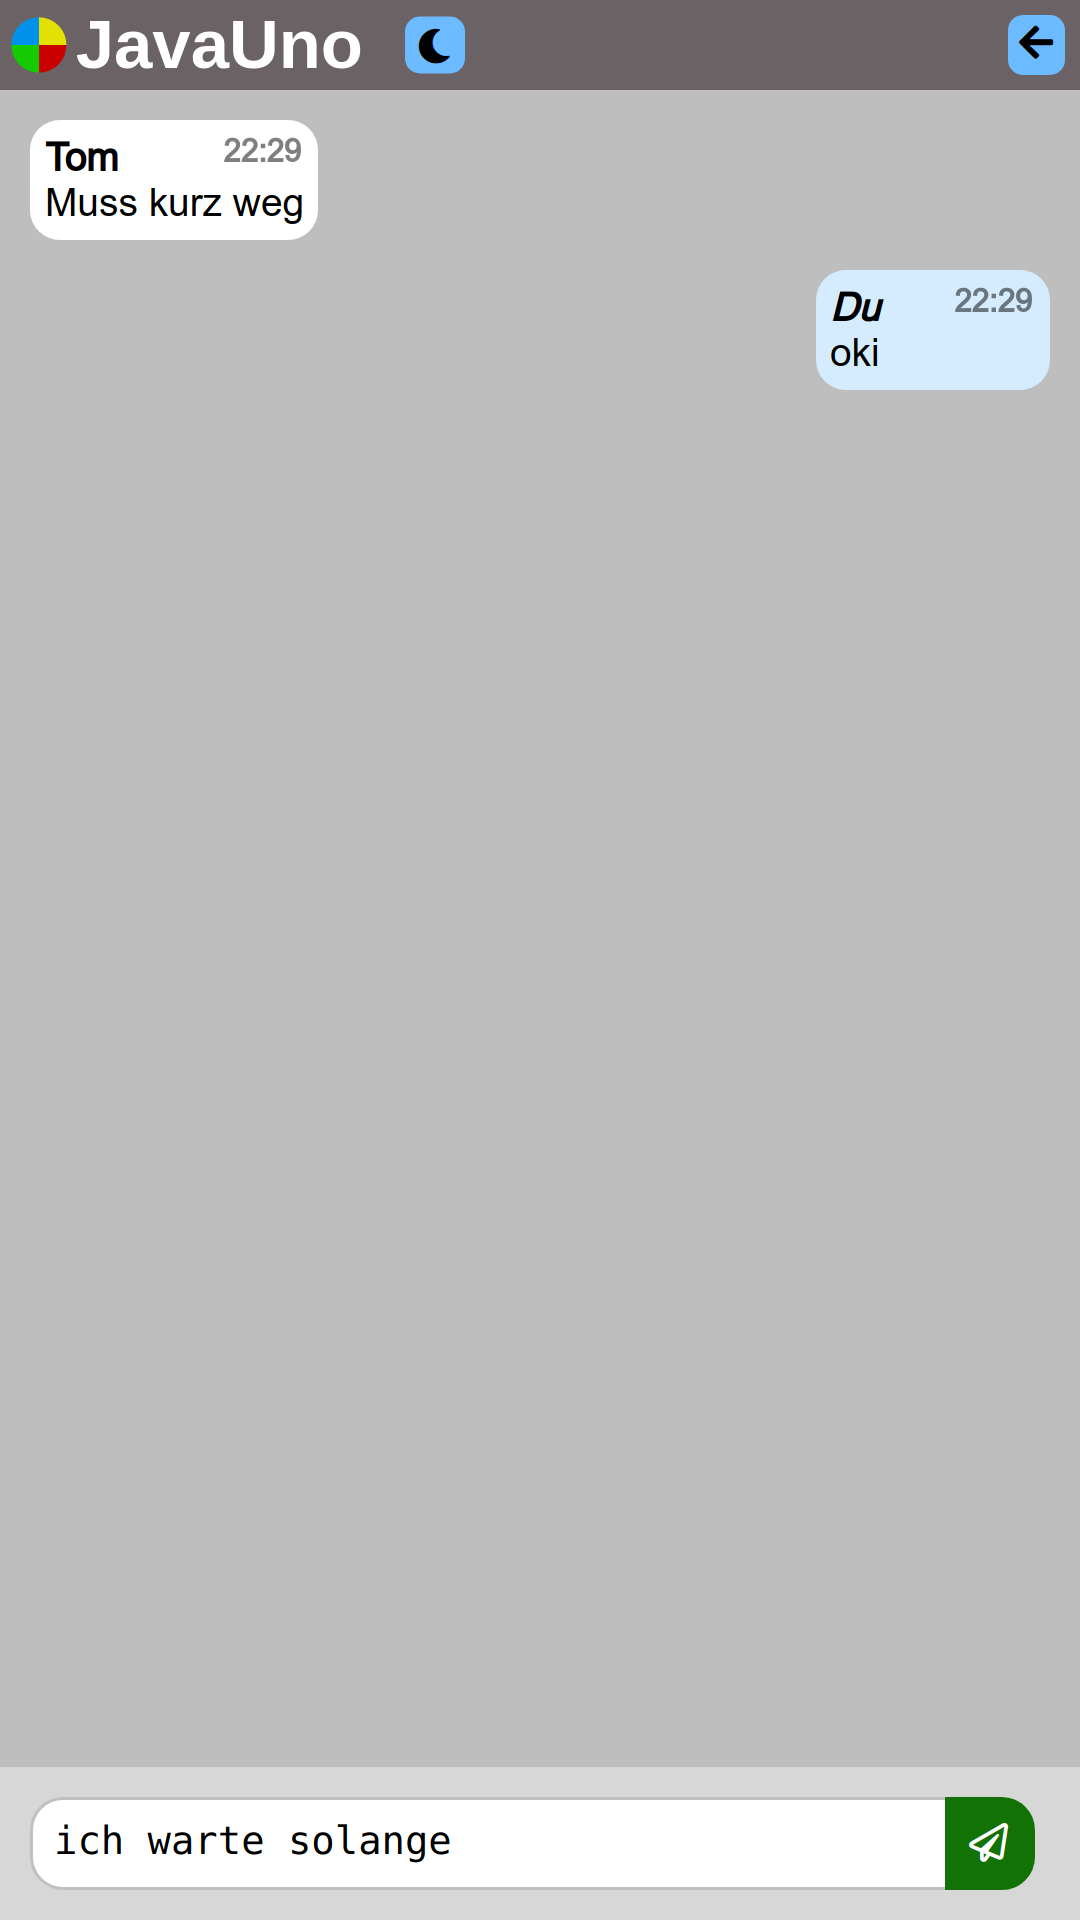 JavaUno
Tom 22:29
Muss kurz weg
Du 22:29
oki
ich warte solange